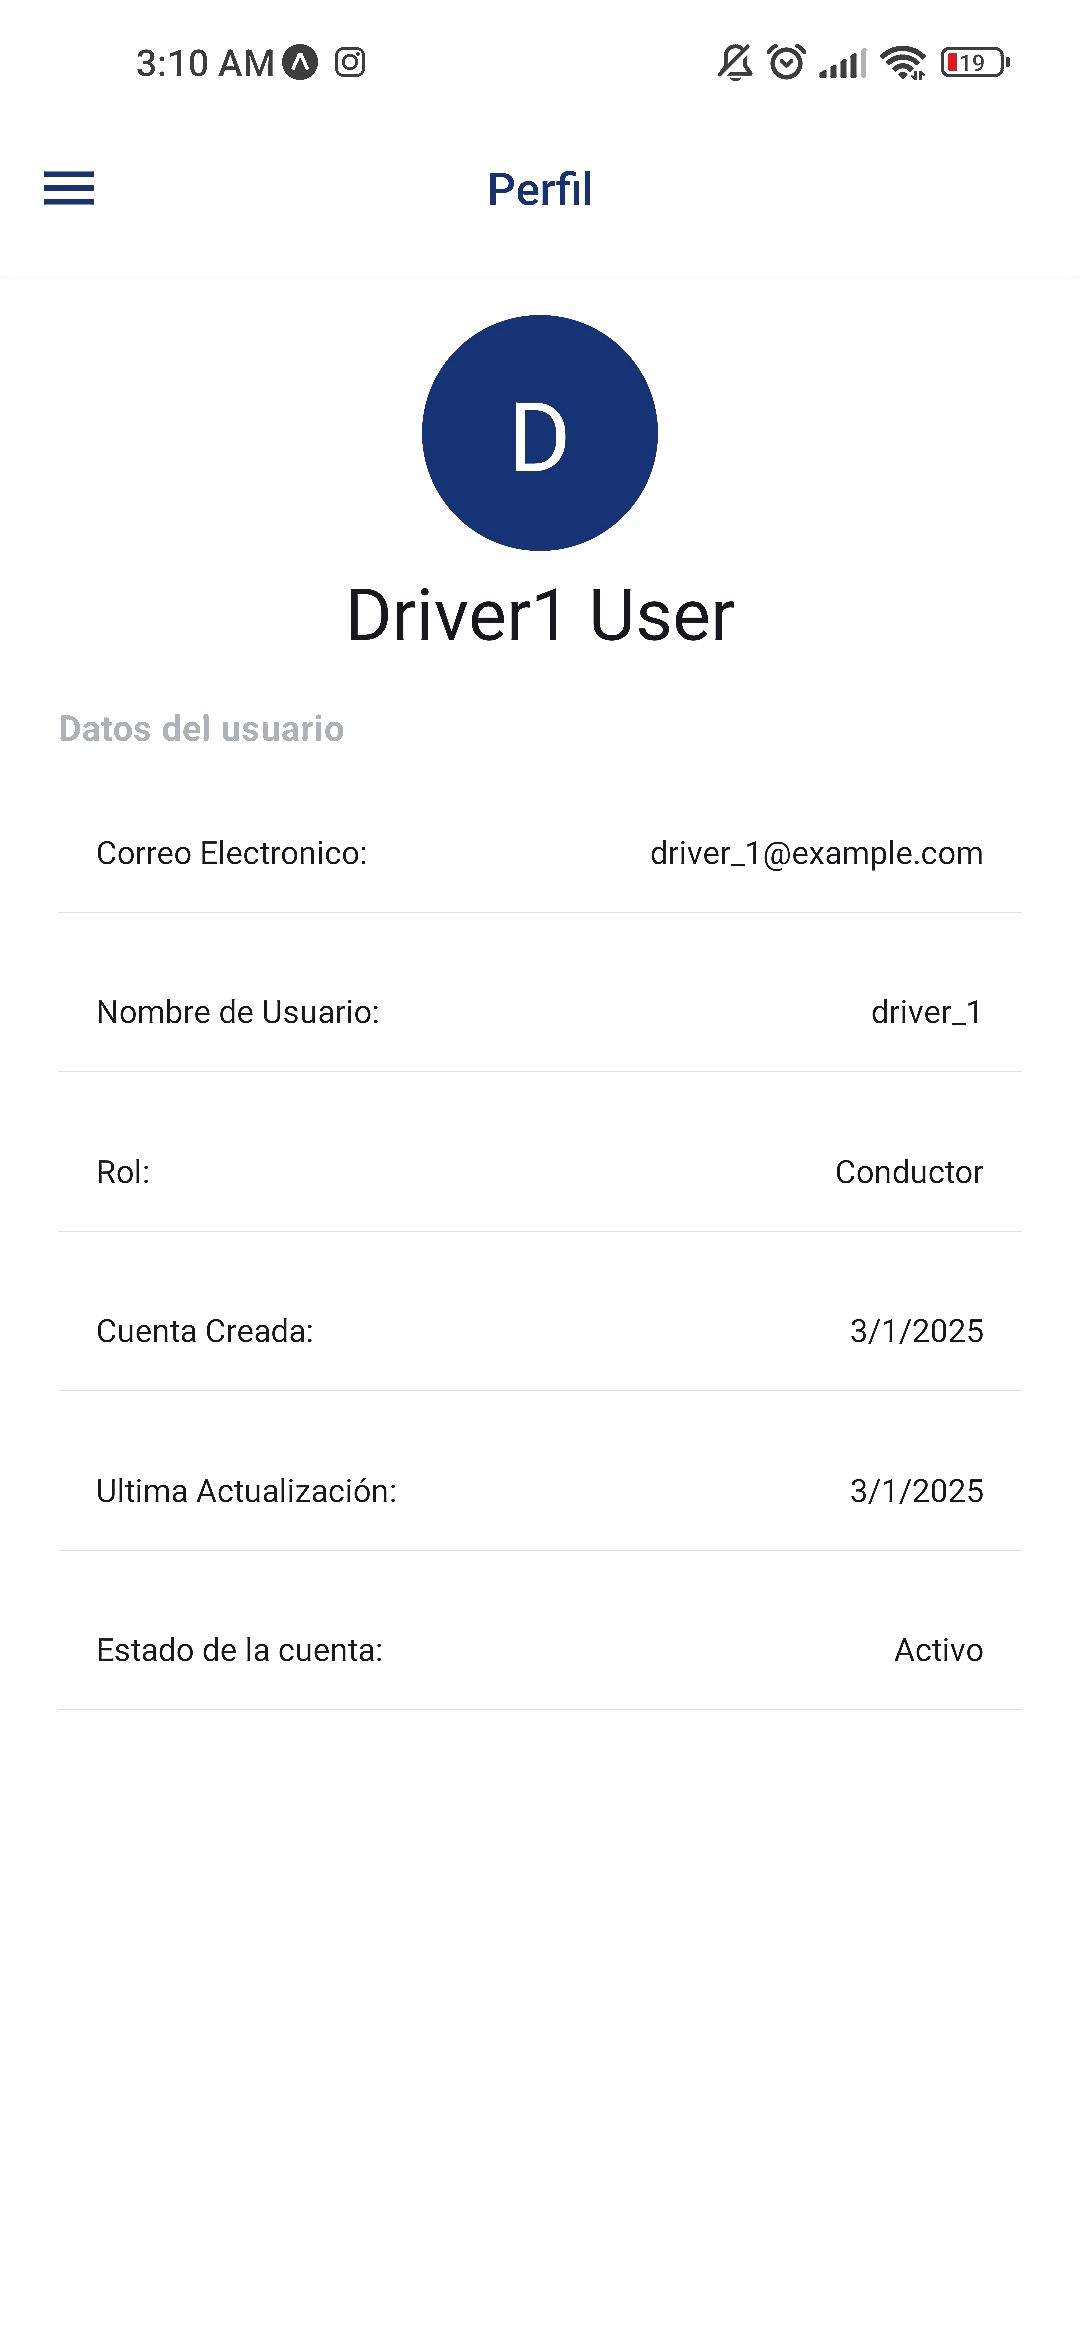 3:10 AM 19
Perfil
D
Driver1 User
Datos del usuario
Correo Electronico: driver_1@example.com
Nombre de Usuario: driver_1
Rol: Conductor
Cuenta Creada: 3/1/2025
Ultima Actualización: 3/1/2025
Estado de la cuenta: Activo